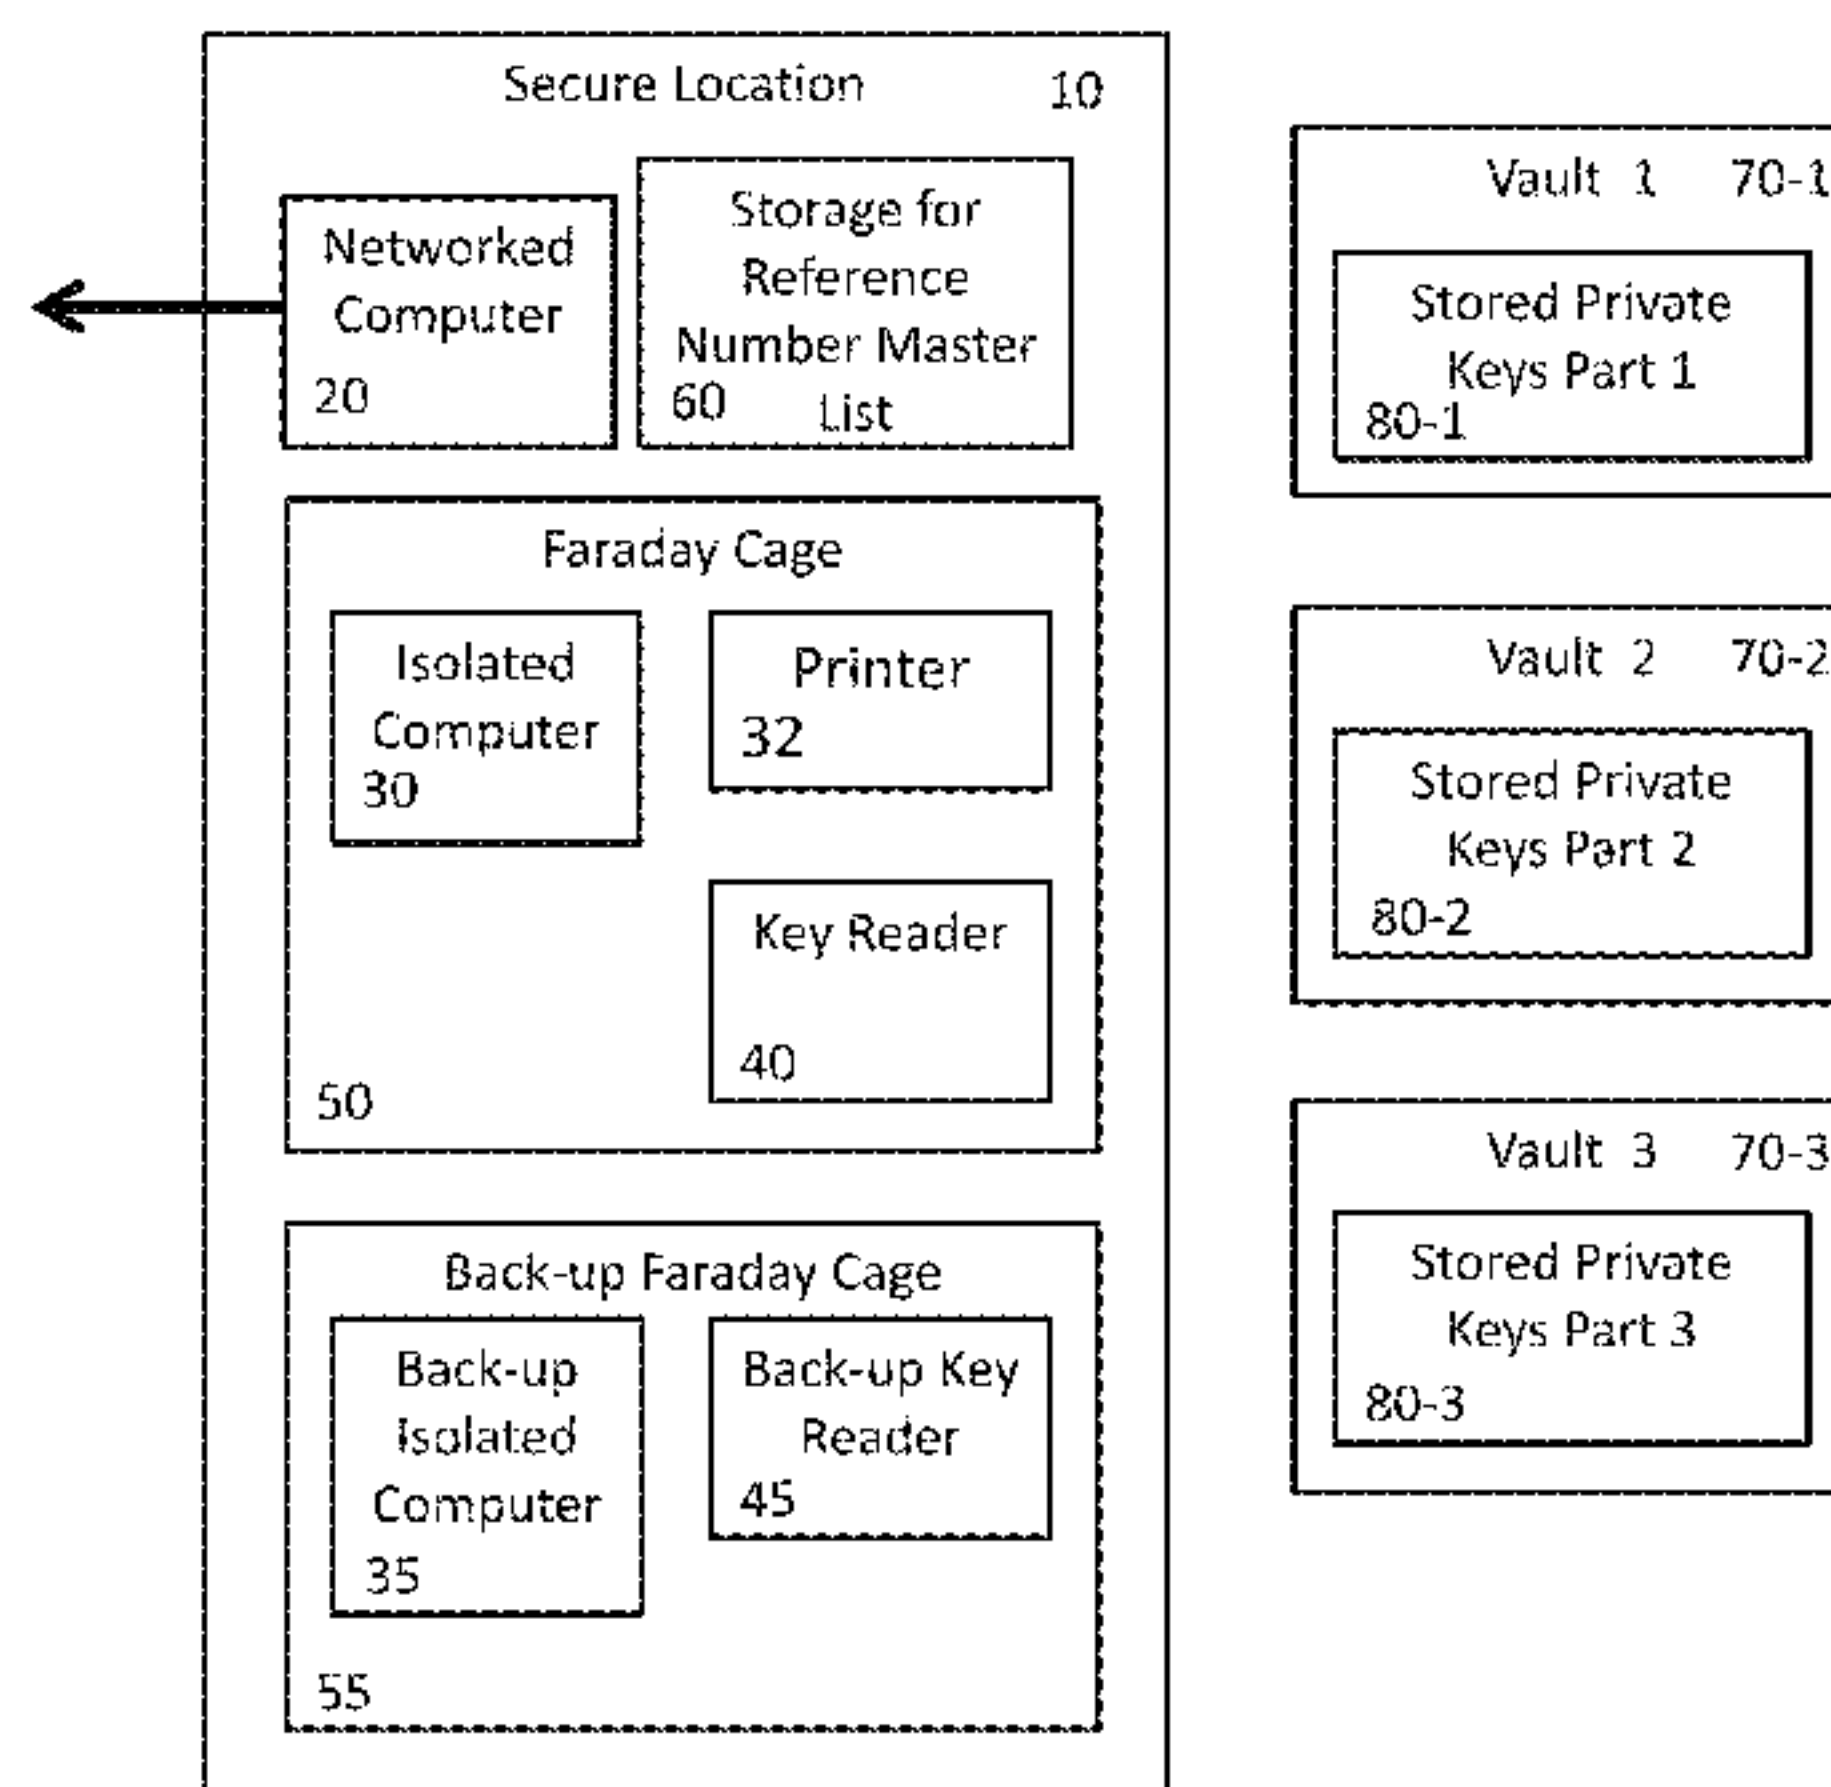 Secure Location 10
Networked
Computer
20
Storage for
Reference
Number Master
60 List
Faraday Cage
Isolated
Computer
30
Printer
32
Key Reader
40
50
Back-up Faraday Cage
Back-up
Isolated
Computer
35
Back-up Key
Reader
45
55
Vault 1 70-1
Stored Private
Keys Part 1
80-1
Vault 2 70-2
Stored Private
Keys Part 2
80-2
Vault 3 70-3
Stored Private
Keys Part 3
80-3